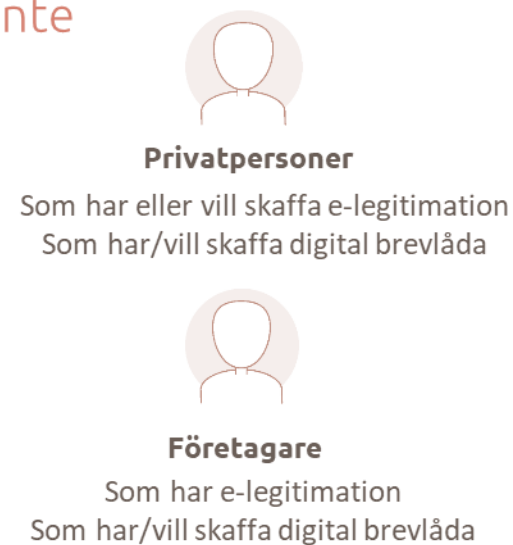 nte
Privatpersoner
Som har eller vill skaffa e-legitimation
Som har/vill skaffa digital brevlåda
Företagare
Som har e-legitimation
Som har/vill skaffa digital brevlåda